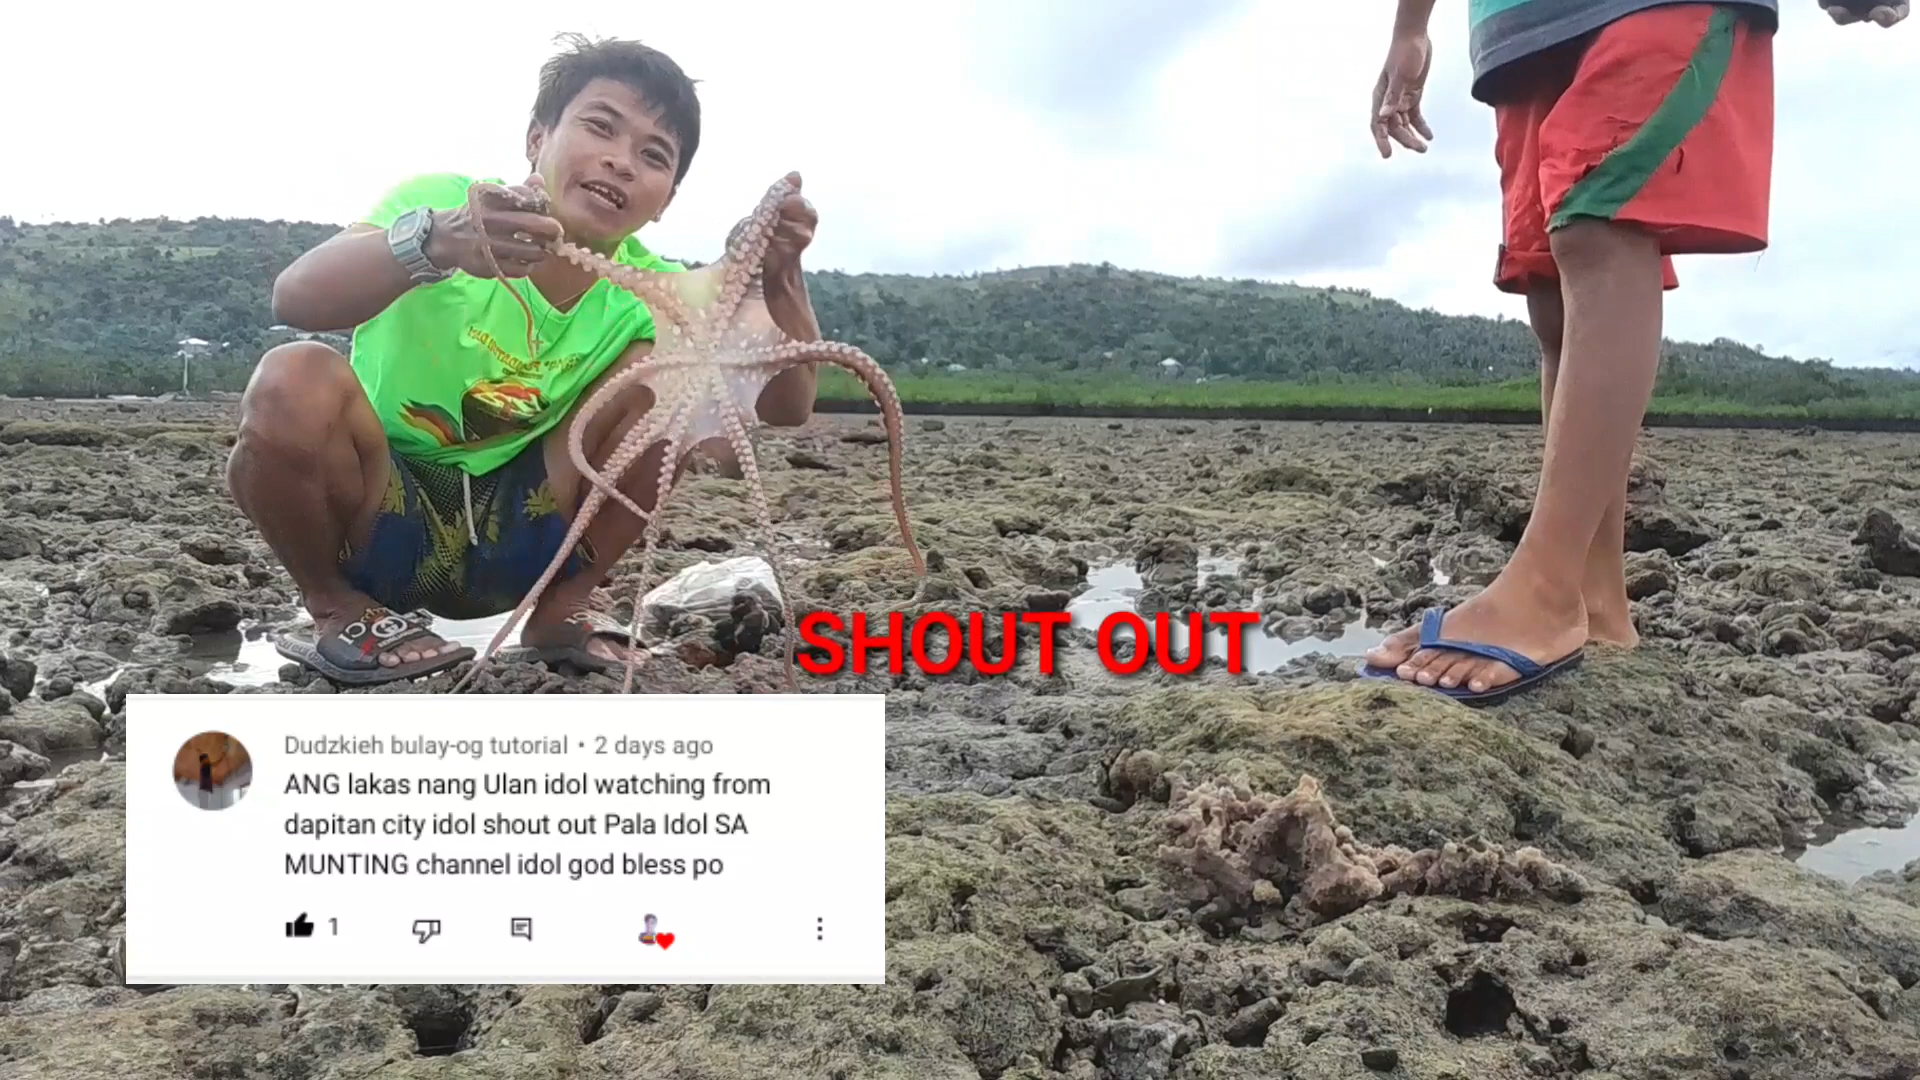 SHOUT OUT
Dudzkieh bulay-og tutorial • 2 days ago
ANG lakas nang Ulan idol watching from
dapitan city idol shout out Pala Idol SA
MUNTING channel idol god bless po
1